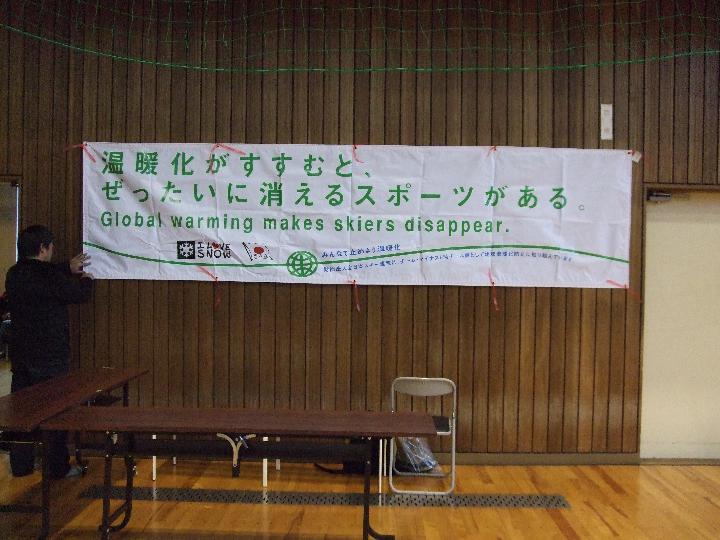 温暖化がすすむと、
ぜったいに消えるスポーツがある。
Global warming makes skiers disappear.
I LOVE
SNOW
みんなで止めよう温暖化